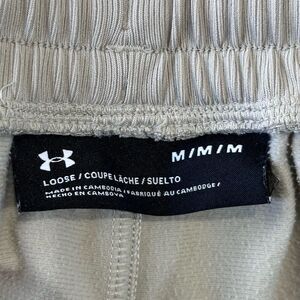 M/M/M
LOOSE / COUPE LÂCHE / SUELTO
MADE IN CAMBODIA / FABRIQUÉ AU CAMBODGE /
HECHO EN CAMBOYA